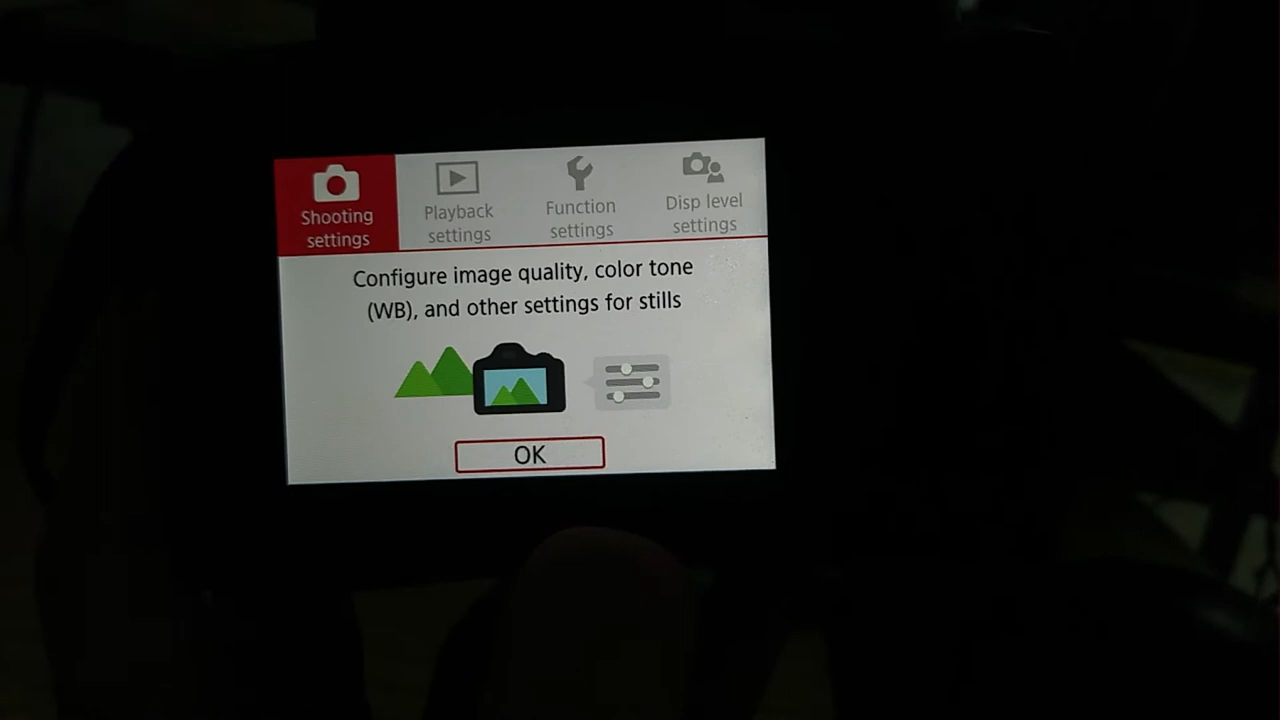 Shooting
settings
Playback
settings
Function
settings
Disp level
settings
Configure image quality, color tone
(WB), and other settings for stills
OK